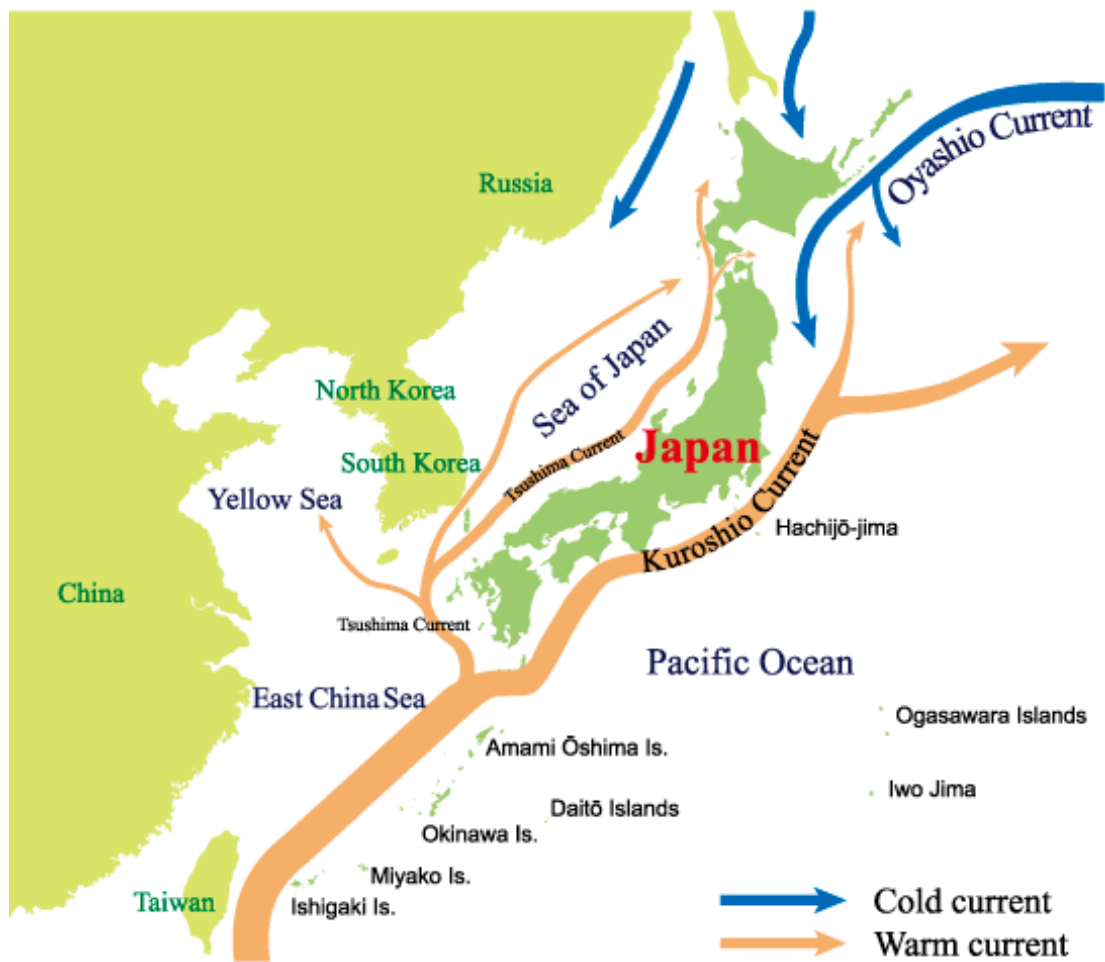 Oyashio Current
Russia
Sea of Japan
North Korea
Japan
South Korea
Tsushima Current
Yellow Sea
Kuroshio Current
Hachijō-jima
China
Tsushima Current
Pacific Ocean
East China Sea
Ogasawara Islands
Amami Ōshima Is.
Iwo Jima
Daitō Islands
Okinawa Is.
Miyako Is.
Taiwan
Ishigaki Is.
Cold current
Warm current